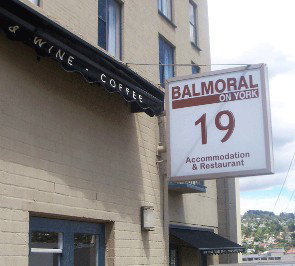 & WINE · COFFEE
BALMORAL
ON YORK
19
Accommodation
& Restaurant